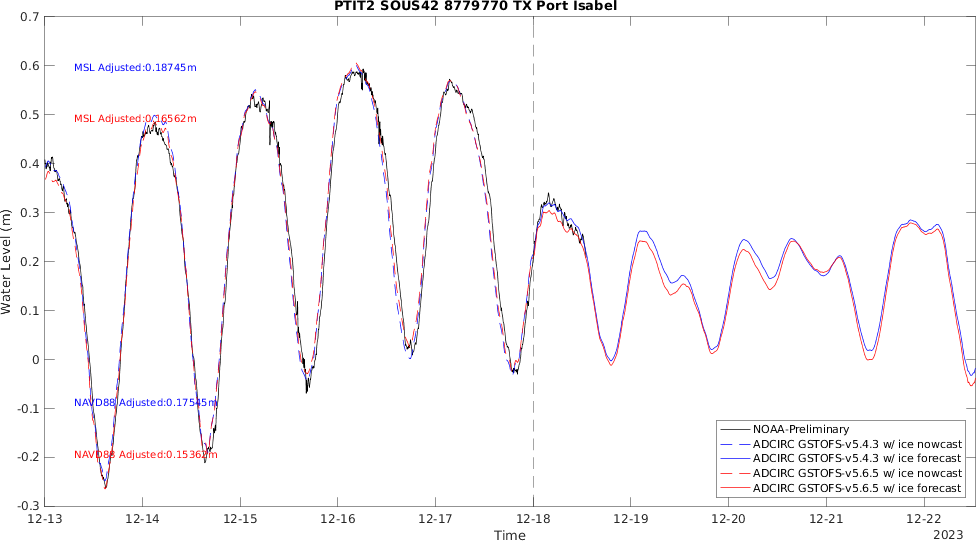 PTIT2 SOUS42 8779770 TX Port Isabel
0.7
0.6
0.5
0.4
0.3
0.2
0.1
0
-0.1
-0.2
-0.3
Water Level (m)
MSL Adjusted:0.18745m
MSL Adjusted:0.16562m
NAVD88 Adjusted:0.17545m
NAVD88 Adjusted:0.15362m
NOAA-Preliminary
ADCIRC GSTOFS-v5.4.3 w/ ice nowcast
ADCIRC GSTOFS-v5.4.3 w/ ice forecast
ADCIRC GSTOFS-v5.6.5 w/ ice nowcast
ADCIRC GSTOFS-v5.6.5 w/ ice forecast
12-13 12-14 12-15 12-16 12-17 12-18 12-19 12-20 12-21 12-22
Time
2023